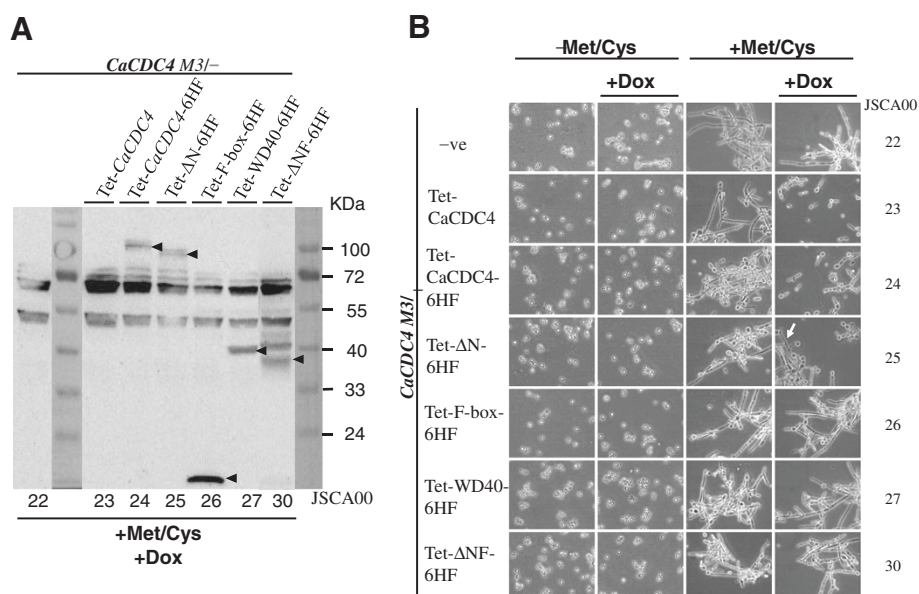 A
CaCDC4 M3/−
Tet-CaCDC4
Tet-CaCDC4-6HF
Tet-ΔN-6HF
Tet-F-box-6HF
Tet-WD40-6HF
Tet-ΔNF-6HF
KDa
100
72
55
40
33
24
22 23 24 25 26 27 30 JSCA00
+Met/Cys
+Dox
B
−Met/Cys +Met/Cys
+Dox +Dox
JSCA00
CaCDC4 M3/
−ve 22
Tet-
CaCDC4 23
Tet-
CaCDC4-
6HF 24
Tet-ΔN-
6HF 25
Tet-F-box-
6HF 26
Tet-WD40-
6HF 27
Tet-ΔNF-
6HF 30